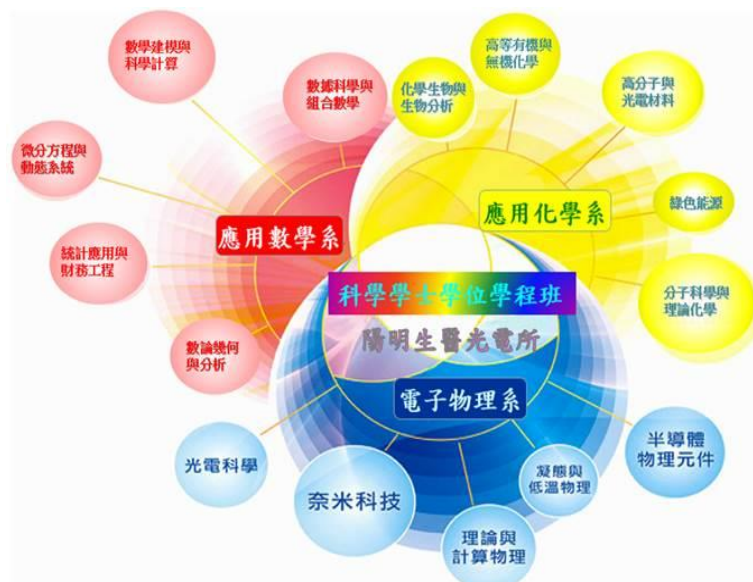 數學建模與
科學計算
數據科學與
組合數學
微分方程與
動態系統
統計應用與
財務工程
數論幾何
與分析
應用數學系
化學生物與
生物分析
高等有機與
無機化學
高分子與
光電材料
綠色能源
分子科學與
理論化學
應用化學系
科學學士學位學程班
陽明生醫光電所
電子物理系
光電科學
奈米科技
理論與
計算物理
凝態與
低溫物理
半導體
物理元件